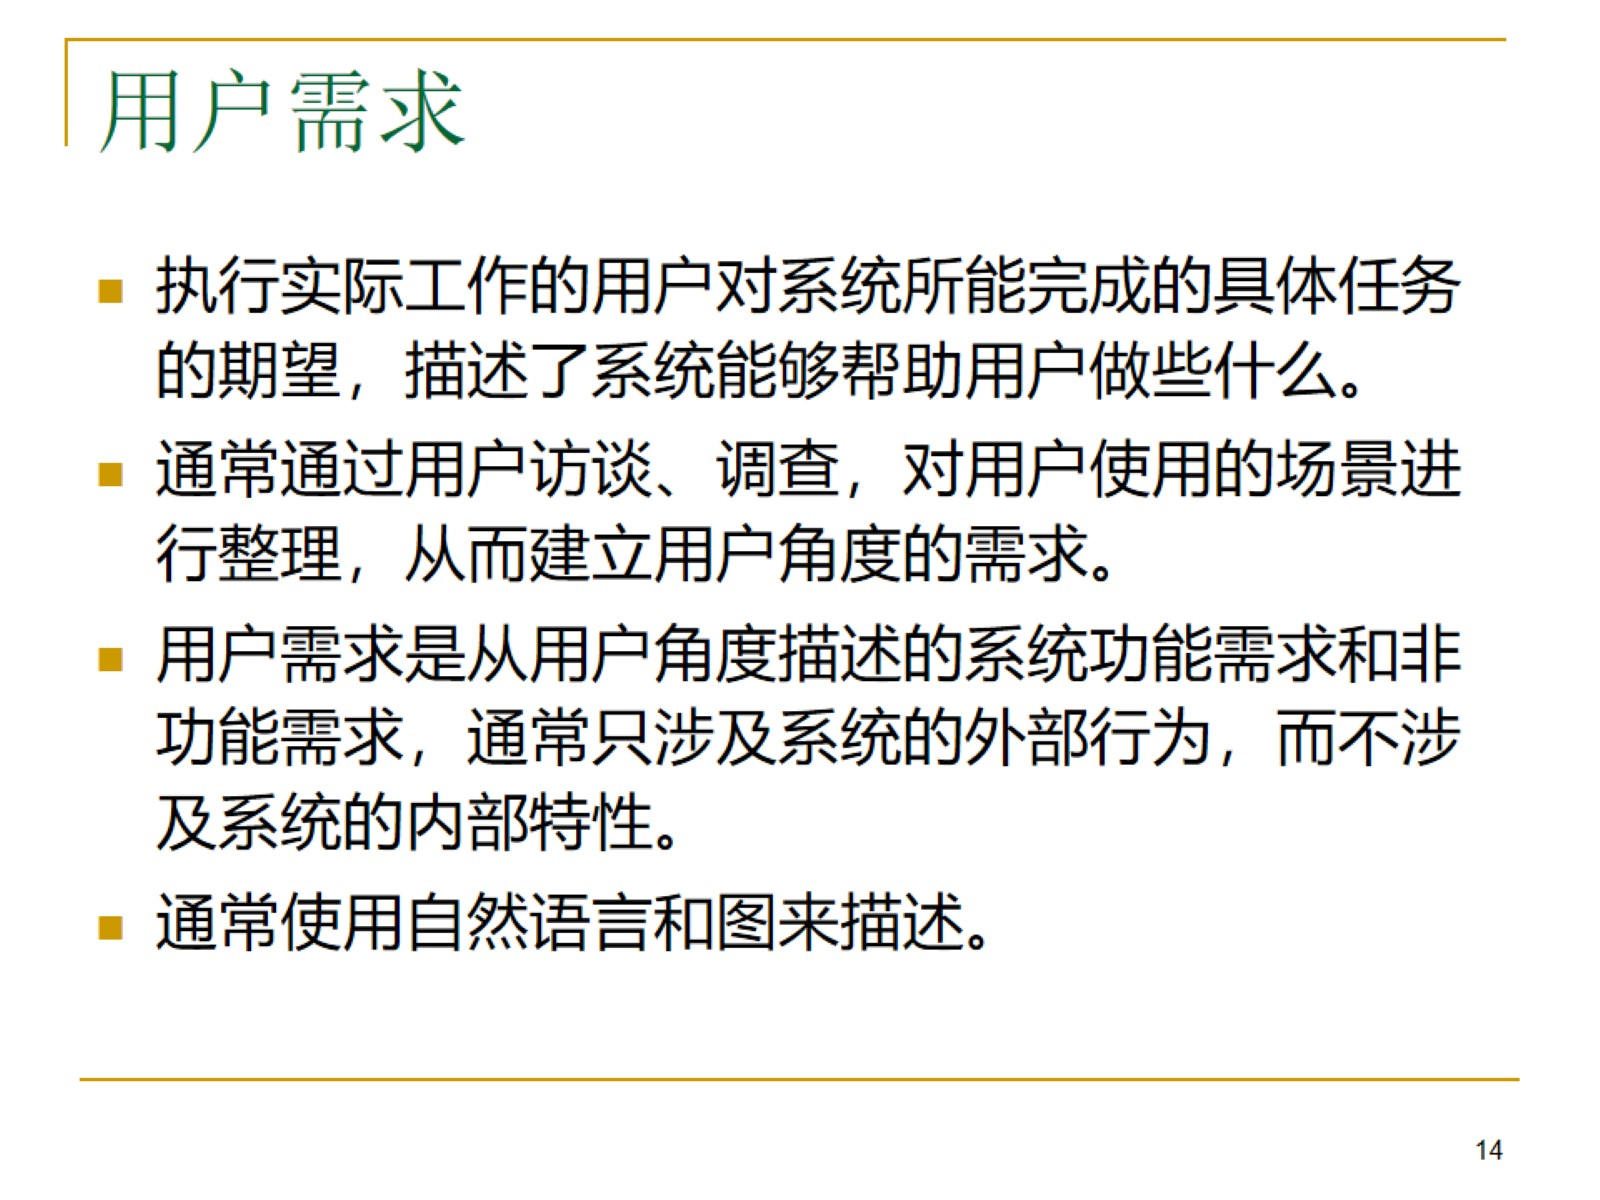 用户需求
执行实际工作的用户对系统所能完成的具体任务
的期望，描述了系统能够帮助用户做些什么。
通常通过用户访谈、调查，对用户使用的场景进
行整理，从而建立用户角度的需求。
用户需求是从用户角度描述的系统功能需求和非
功能需求，通常只涉及系统的外部行为，而不涉
及系统的内部特性。
通常使用自然语言和图来描述。
14